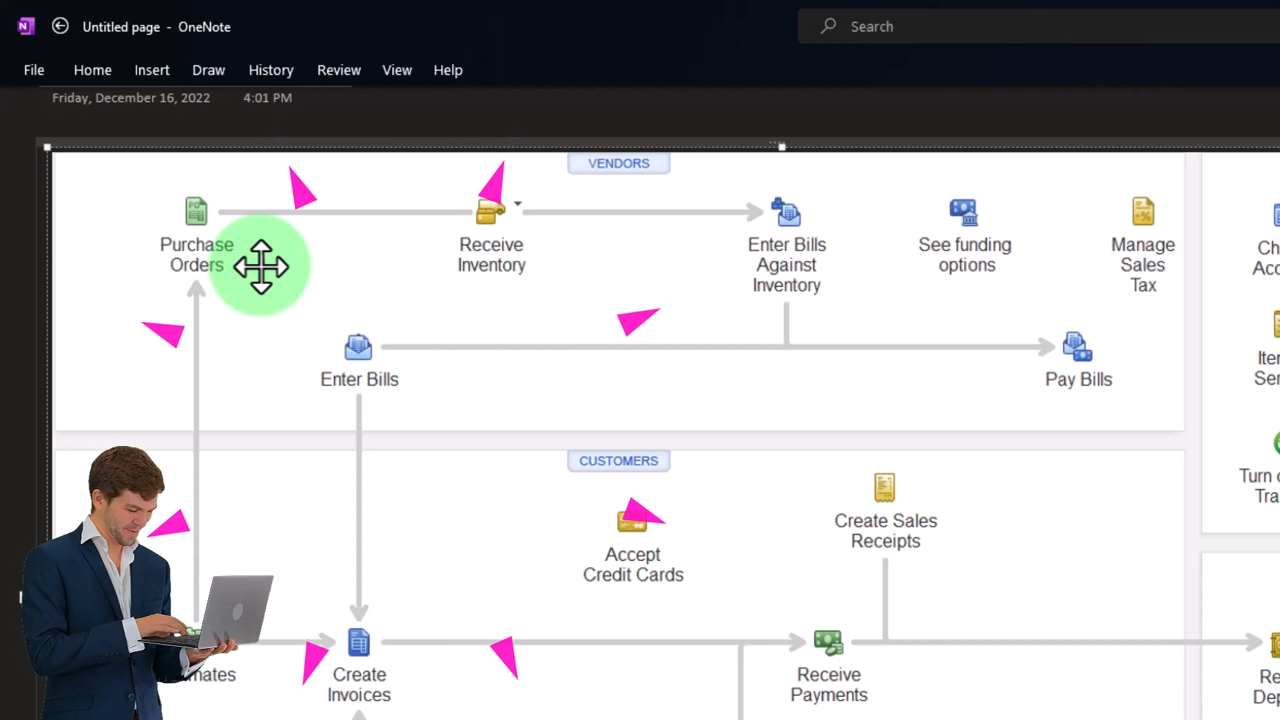 Untitled page - OneNote
Search
File Home Insert Draw History Review View Help
Friday, December 16, 2022 4:01 PM
VENDORS
Purchase
Orders
Receive
Inventory
Enter Bills
Against
Inventory
See funding
options
Manage
Sales
Tax
Enter Bills
Pay Bills
CUSTOMERS
Accept
Credit Cards
Create Sales
Receipts
Create
Invoices
Receive
Payments